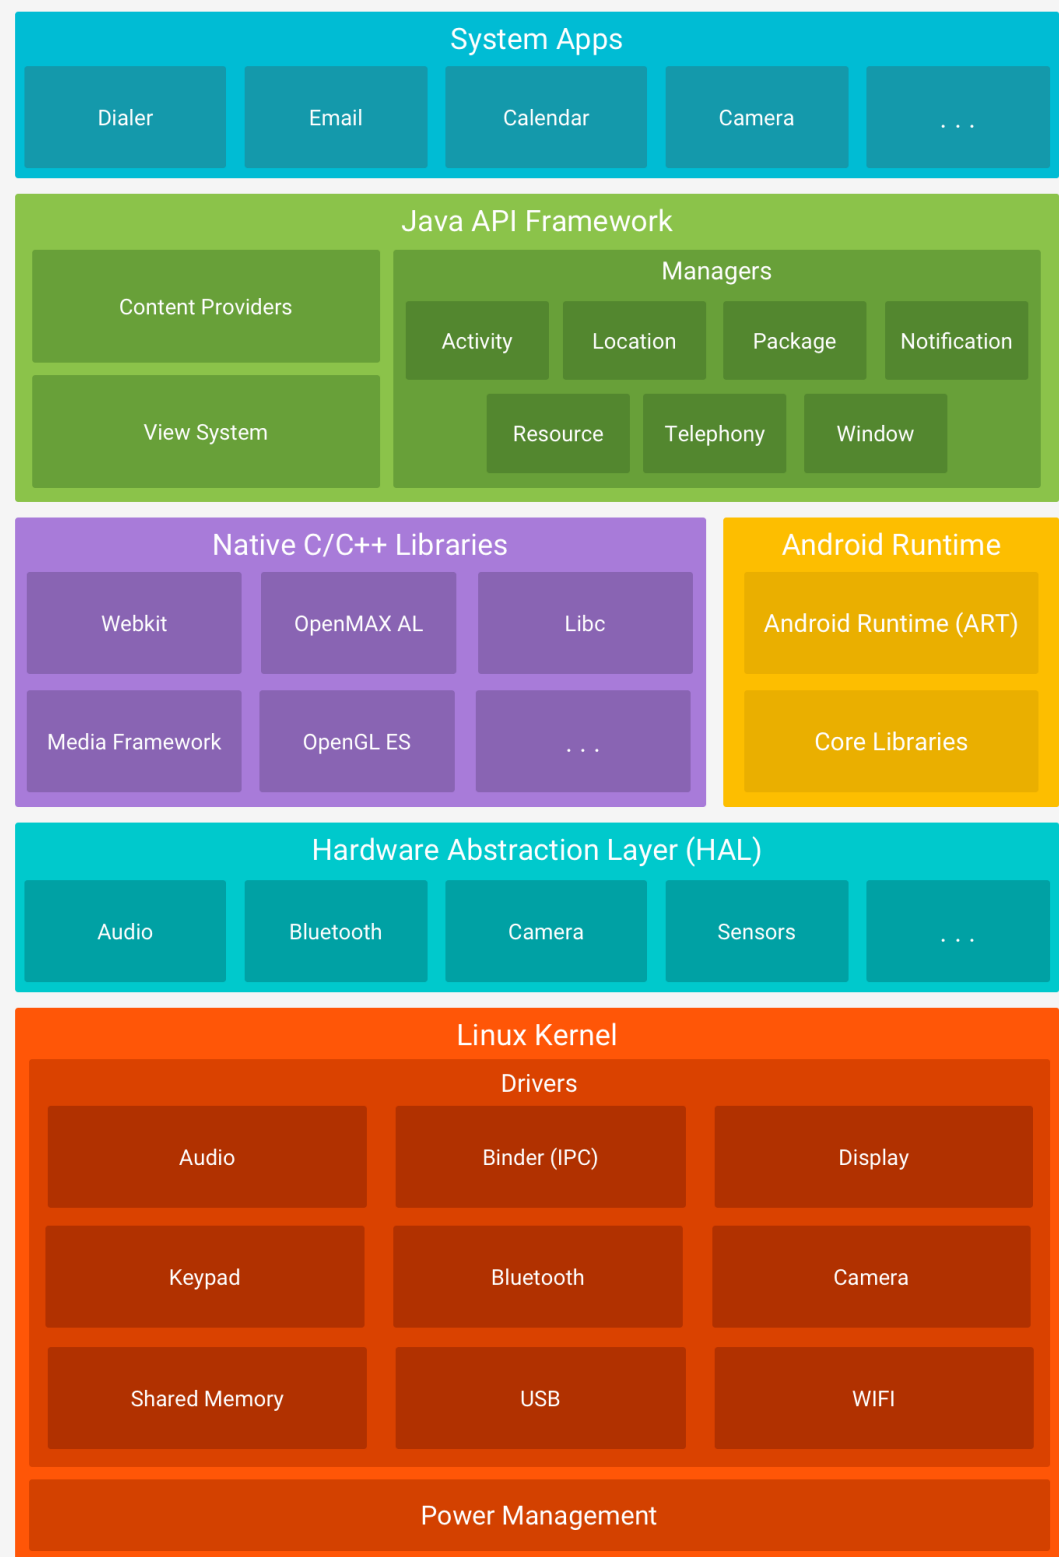 System Apps
Dialer
Email
Calendar
Camera
. . .
Java API Framework
Content Providers
View System
Managers
Activity
Location
Package
Notification
Resource
Telephony
Window
Native C/C++ Libraries
Webkit
OpenMAX AL
Libc
Media Framework
OpenGL ES
. . .
Android Runtime
Android Runtime (ART)
Core Libraries
Hardware Abstraction Layer (HAL)
Audio
Bluetooth
Camera
Sensors
. . .
Linux Kernel
Drivers
Audio
Binder (IPC)
Display
Keypad
Bluetooth
Camera
Shared Memory
USB
WIFI
Power Management